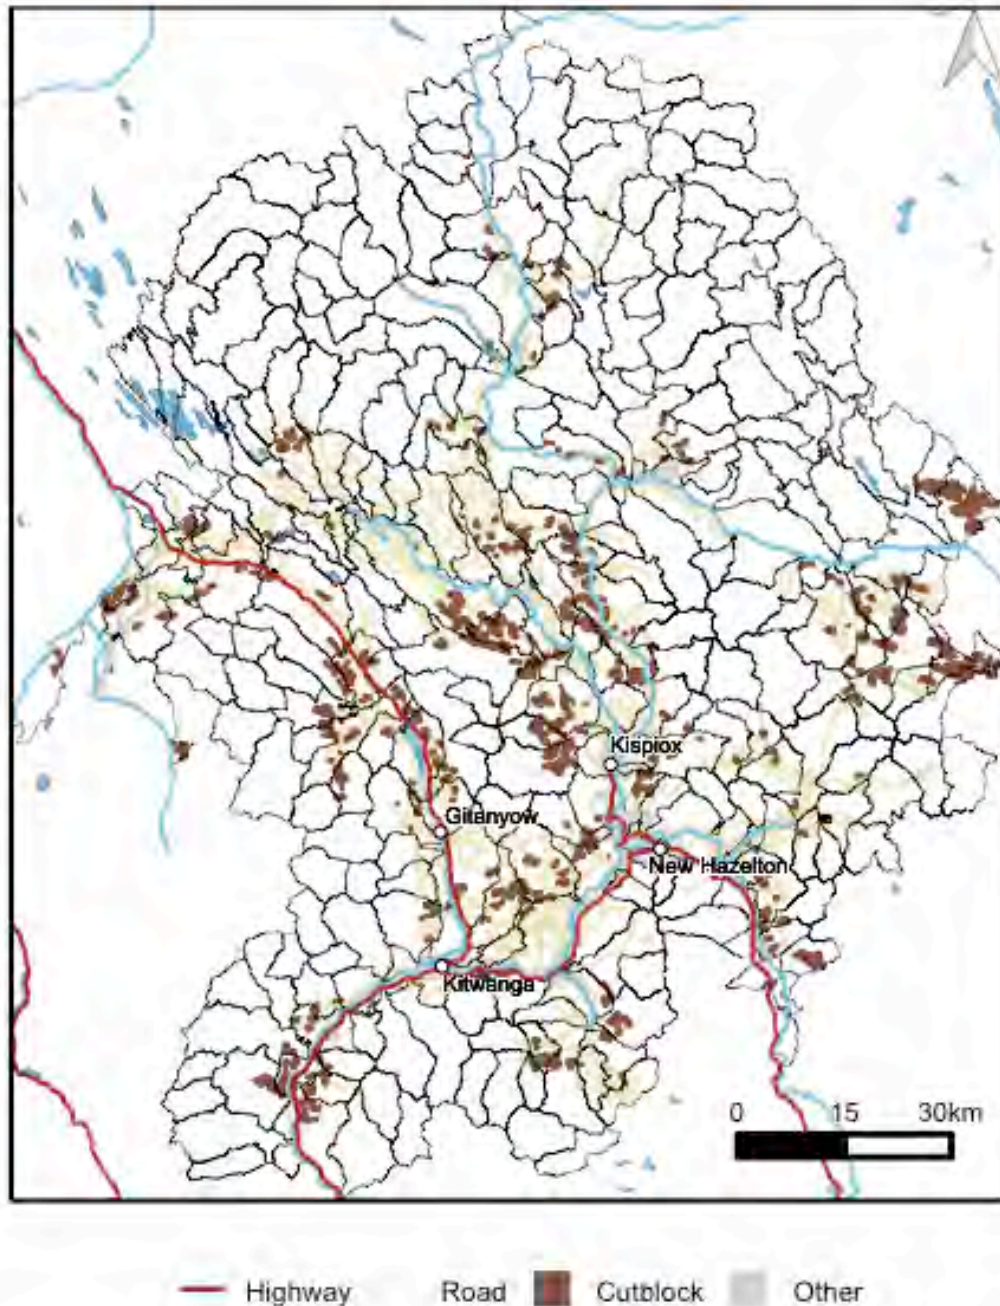 Kispiox
Gitanyow
New Hazelton
Kitwanga
0 15 30km
Highway Road Cutblock Other